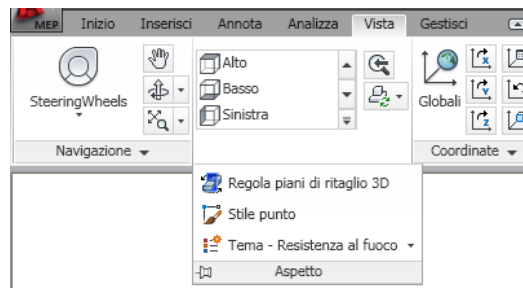 MEP Inizio Inserisci Annota Analizza Vista Gestisci
Alto
Basso
Sinistra
SteeringWheels
Globali
X
Y
Z
Navigazione
Coordinate
Regola piani di ritaglio 3D
Stile punto
Tema - Resistenza al fuoco
Aspetto